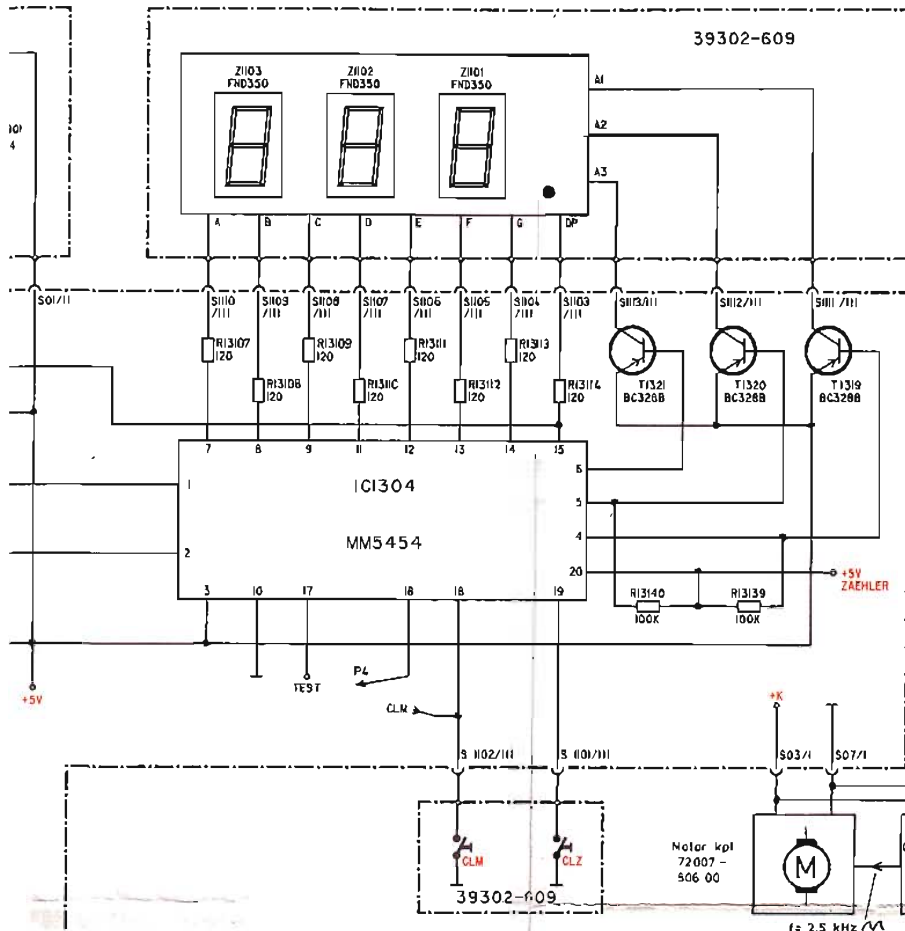 39302-609
Z1103 Z1102 Z1101
FND350 FND350 FND350
A1
A2
A3
A B C D E F G DP
S01/11 S1110 S1109 S1108 S1107 S1106 S1105 S1104 S1103 S1113/111 S1112/111 S1111/111
/111 /111 /111 /111 /111 /111 /111 /111
R13107 R13109 R13111 R13113
120 120 120 120
R13108 R1311C R13112 R13114
120 120 120 120
T1321 T1320 T1319
BC328B BC328B BC328B
7 8 9 11 12 13 14 15
1 IC1304 6
5
2 MM5454 4
20
+5V
ZAEHLER
3 10 17 18 18 19
R13140 R13139
100K 100K
TEST P4
+5V
CLM
+K
S 1102/111 S 1101/111 S03/1 S07/1
CLM CLZ
39302-609
Motor kpl
72007-
506 00
M
f= 2.5 kHz